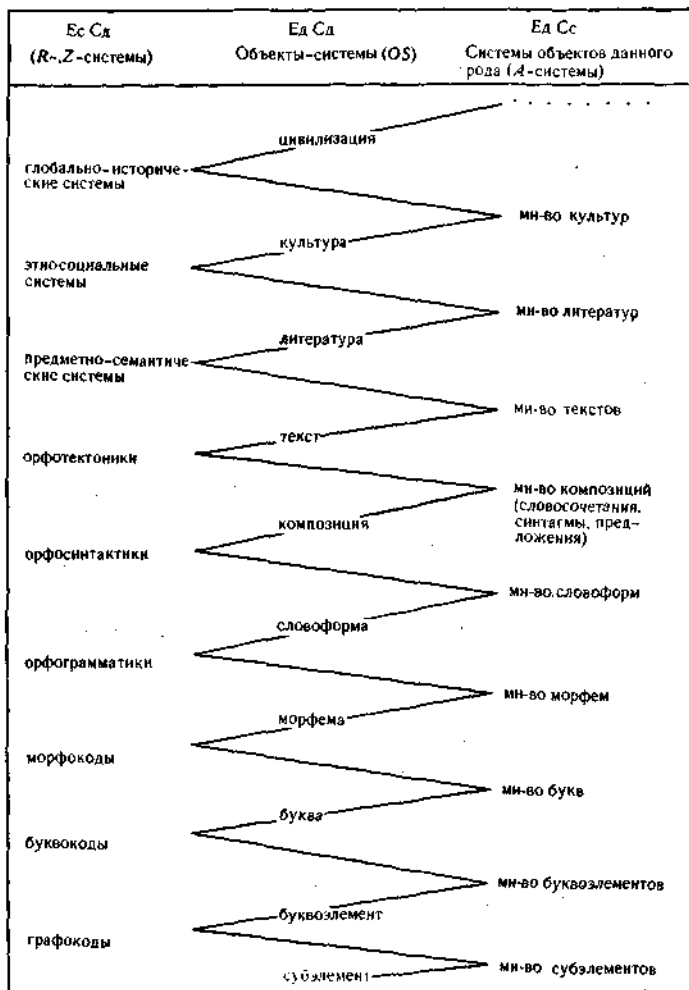 Ес Сд
(R-, Z-системы)
Ед Сд
Объекты-системы (OS)
Ед Сс
Системы объектов данного
рода (A-системы)
. . . . . . . .
цивилизация
глобально-историче-
ские системы
мн-во культур
культура
этносоциальные
системы
мн-во литератур
литература
предметно-семантиче
ские системы
мн-во текстов
текст
орфотектоники
мн-во композиций
(словосочетания,
синтагмы, пред-
ложения)
композиция
орфосинтактики
мн-во словоформ
словоформа
орфограмматики
мн-во морфем
морфема
морфокоды
мн-во букв
буква
буквокоды
мн-во буквоэлементов
буквоэлемент
графокоды
мн-во субэлементов
субэлемент